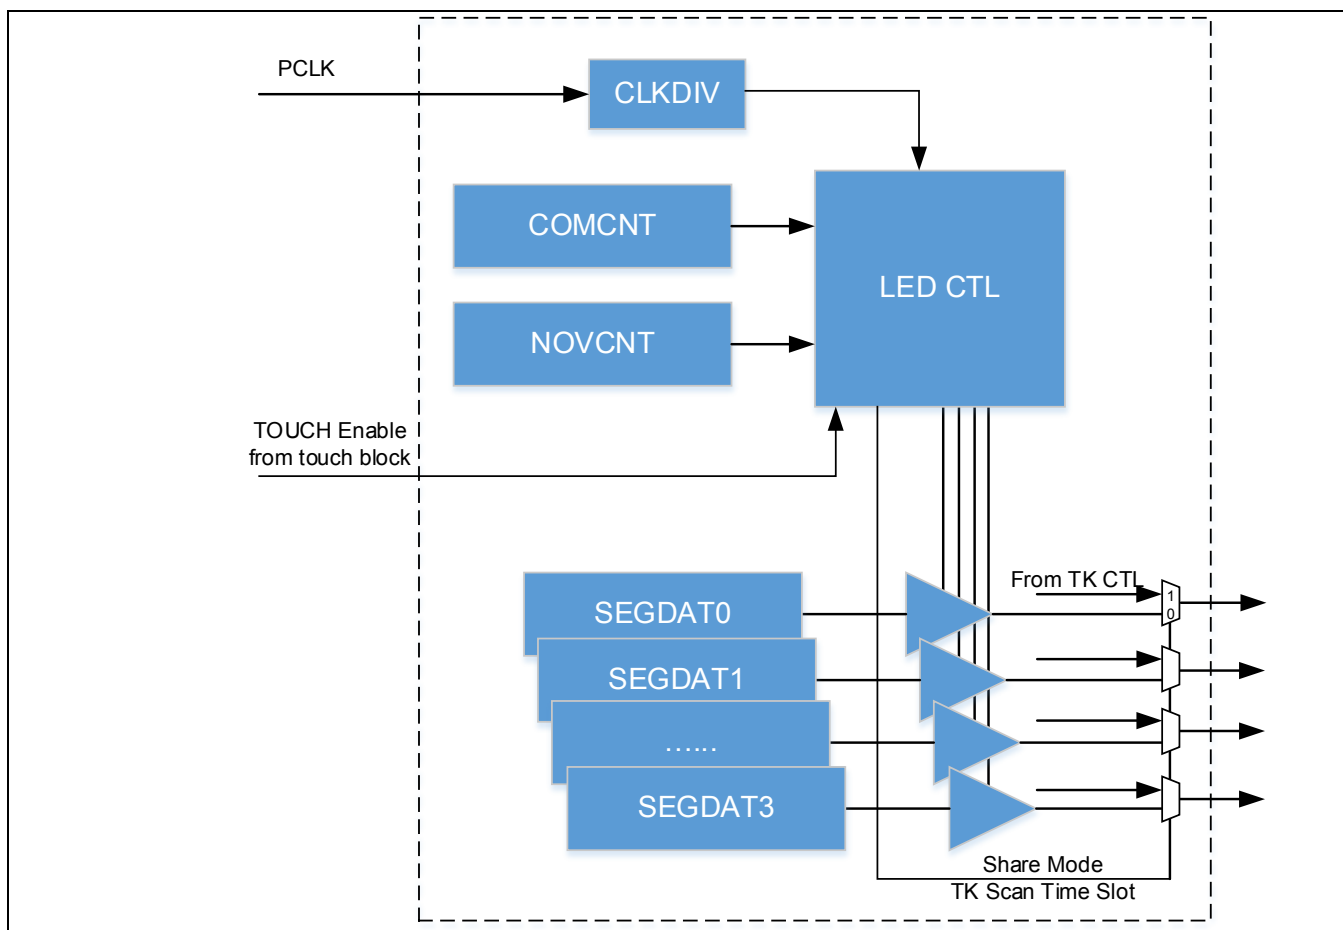 PCLK
CLKDIV
COMCNT
LED CTL
NOVCNT
TOUCH Enable
from touch block
From TK CTL
1
0
SEGDAT0
SEGDAT1
......
SEGDAT3
Share Mode
TK Scan Time Slot